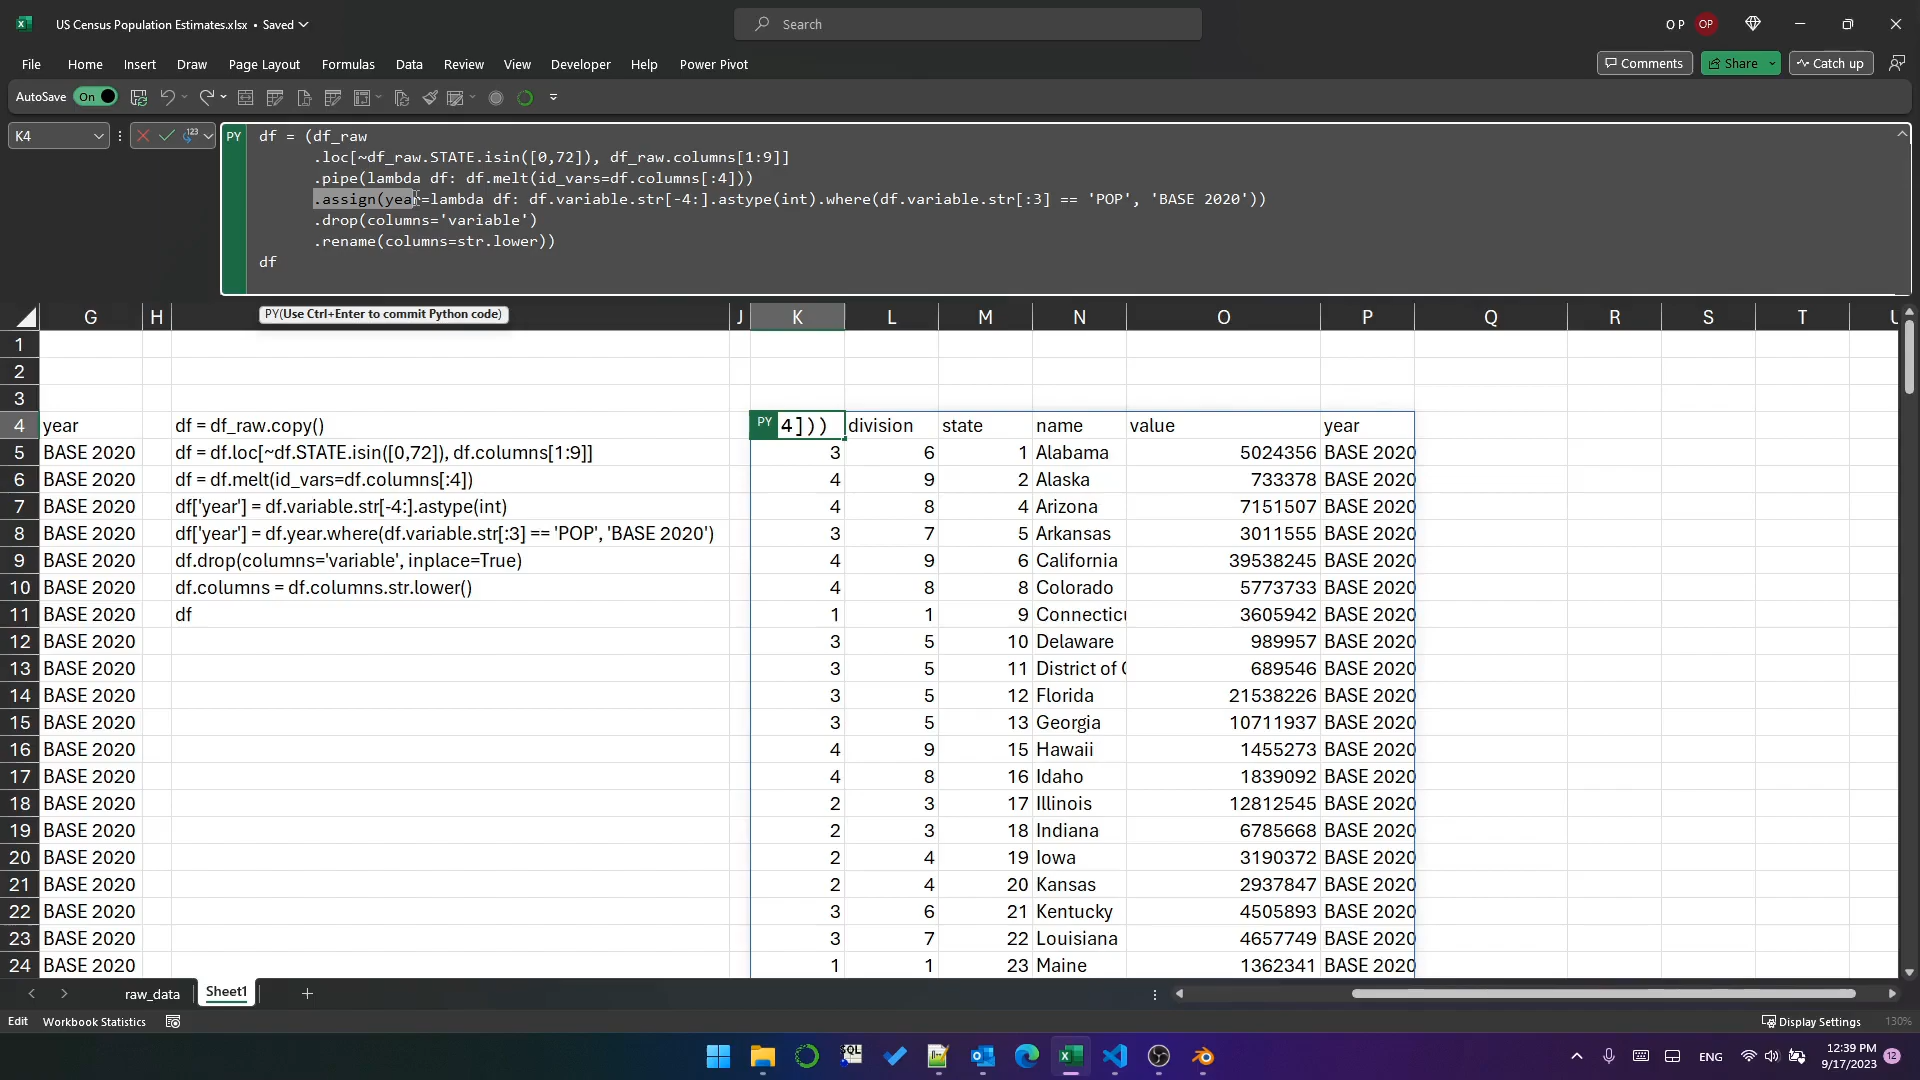 US Census Population Estimates.xlsx • Saved
Search
O P
OP
File Home Insert Draw Page Layout Formulas Data Review View Developer Help Power Pivot
Comments Share Catch up
AutoSave On
K4
PY
df = (df_raw
.loc[~df_raw.STATE.isin([0,72]), df_raw.columns[1:9]]
.pipe(lambda df: df.melt(id_vars=df.columns[:4]))
.assign(year=lambda df: df.variable.str[-4:].astype(int).where(df.variable.str[:3] == 'POP', 'BASE 2020'))
.drop(columns='variable')
.rename(columns=str.lower))
df
PY(Use Ctrl+Enter to commit Python code)
G H J K L M N O P Q R S T U
1
2
3
4 year df = df_raw.copy() PY 4])) division state name value year
5 BASE 2020 df = df.loc[~df.STATE.isin([0,72]), df.columns[1:9]] 3 6 1 Alabama 5024356 BASE 2020
6 BASE 2020 df = df.melt(id_vars=df.columns[:4]) 4 9 2 Alaska 733378 BASE 2020
7 BASE 2020 df['year'] = df.variable.str[-4:].astype(int) 4 8 4 Arizona 7151507 BASE 2020
8 BASE 2020 df['year'] = df.year.where(df.variable.str[:3] == 'POP', 'BASE 2020') 3 7 5 Arkansas 3011555 BASE 2020
9 BASE 2020 df.drop(columns='variable', inplace=True) 4 9 6 California 39538245 BASE 2020
10 BASE 2020 df.columns = df.columns.str.lower() 4 8 8 Colorado 5773733 BASE 2020
11 BASE 2020 df 1 1 9 Connecticu 3605942 BASE 2020
12 BASE 2020 3 5 10 Delaware 989957 BASE 2020
13 BASE 2020 3 5 11 District of C 689546 BASE 2020
14 BASE 2020 3 5 12 Florida 21538226 BASE 2020
15 BASE 2020 3 5 13 Georgia 10711937 BASE 2020
16 BASE 2020 4 9 15 Hawaii 1455273 BASE 2020
17 BASE 2020 4 8 16 Idaho 1839092 BASE 2020
18 BASE 2020 2 3 17 Illinois 12812545 BASE 2020
19 BASE 2020 2 3 18 Indiana 6785668 BASE 2020
20 BASE 2020 2 4 19 Iowa 3190372 BASE 2020
21 BASE 2020 2 4 20 Kansas 2937847 BASE 2020
22 BASE 2020 3 6 21 Kentucky 4505893 BASE 2020
23 BASE 2020 3 7 22 Louisiana 4657749 BASE 2020
24 BASE 2020 1 1 23 Maine 1362341 BASE 2020
raw_data Sheet1
Edit Workbook Statistics Display Settings 130%
SQL
ENG
12:39 PM
9/17/2023
12